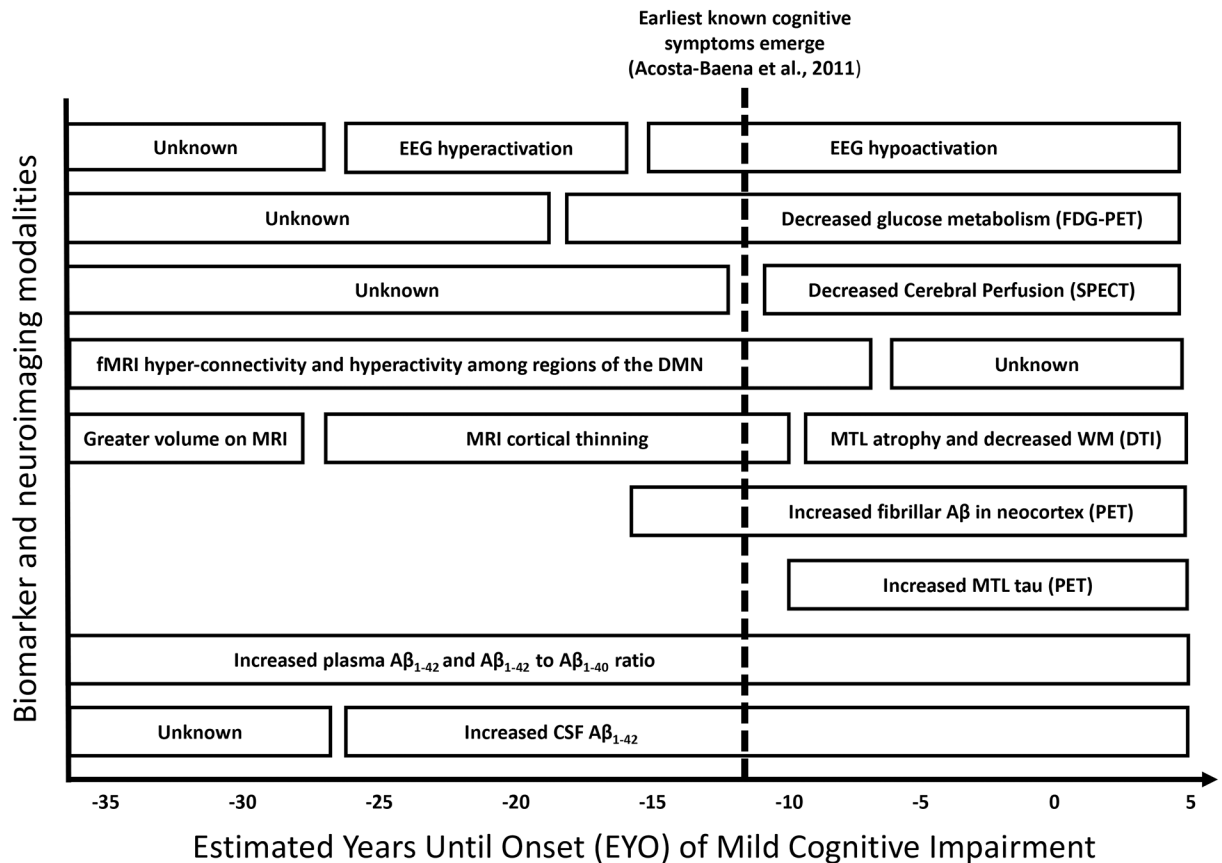 Earliest known cognitive
symptoms emerge
(Acosta-Baena et al., 2011)
Biomarker and neuroimaging modalities
Unknown
EEG hyperactivation
EEG hypoactivation
Unknown
Decreased glucose metabolism (FDG-PET)
Unknown
Decreased Cerebral Perfusion (SPECT)
fMRI hyper-connectivity and hyperactivity among regions of the DMN
Unknown
Greater volume on MRI
MRI cortical thinning
MTL atrophy and decreased WM (DTI)
Increased fibrillar Aβ in neocortex (PET)
Increased MTL tau (PET)
Increased plasma Aβ₁₋₄₂ and Aβ₁₋₄₂ to Aβ₁₋₄₀ ratio
Unknown
Increased CSF Aβ₁₋₄₂
-35 -30 -25 -20 -15 -10 -5 0 5
Estimated Years Until Onset (EYO) of Mild Cognitive Impairment